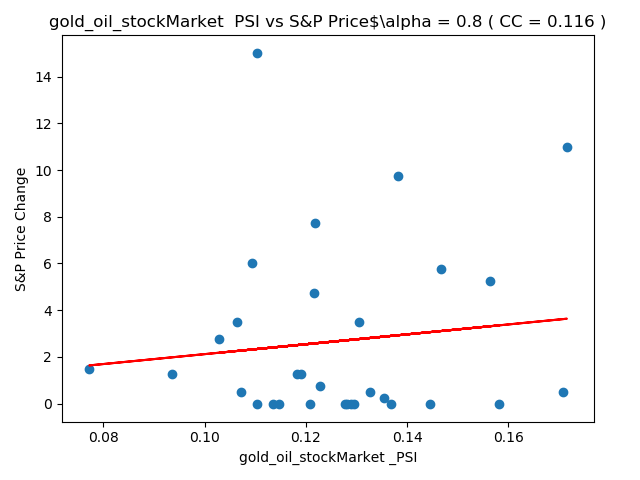 gold_oil_stockMarket  PSI vs S&P Price$\alpha = 0.8 ( CC = 0.116 )
14
12
10
8
6
4
2
0
S&P Price Change
0.08 0.10 0.12 0.14 0.16
gold_oil_stockMarket _PSI